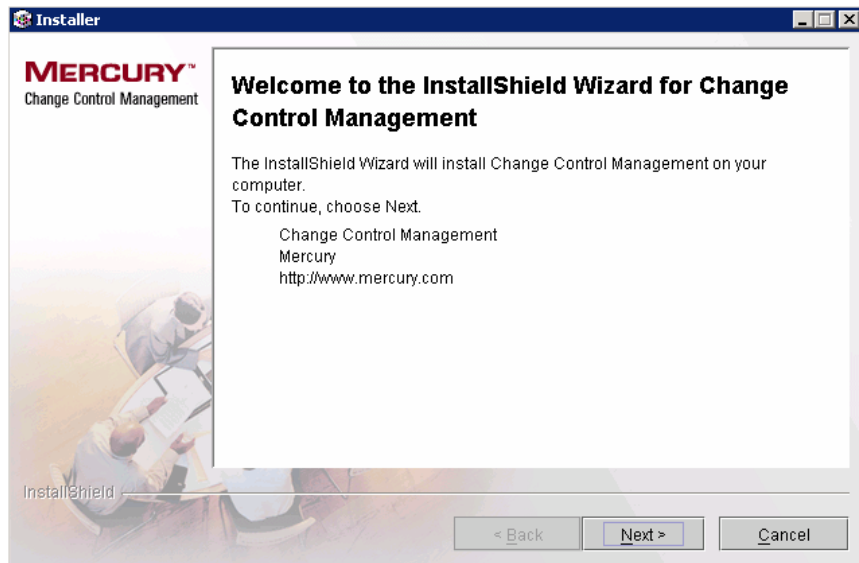 Installer
MERCURY™
Change Control Management
Welcome to the InstallShield Wizard for Change
Control Management
The InstallShield Wizard will install Change Control Management on your
computer.
To continue, choose Next.
Change Control Management
Mercury
http://www.mercury.com
InstallShield
< Back
Next >
Cancel